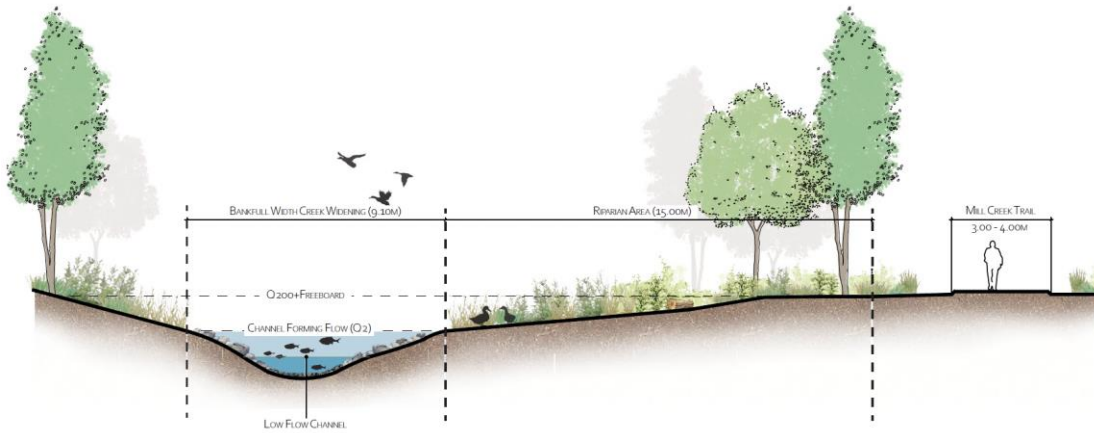 Bankfull Width Creek Widening (9.10m)
Riparian Area (15.00m)
Mill Creek Trail
3.00 - 4.00m
Q200+Freeboard
Channel Forming Flow (Q2)
Low Flow Channel